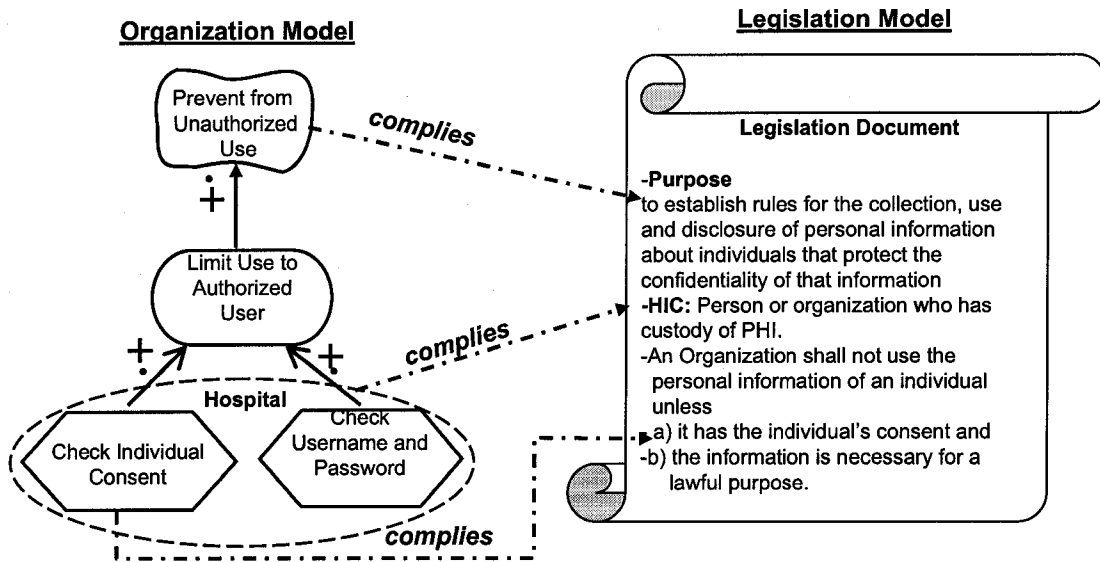 Organization Model
Prevent from
Unauthorized
Use
complies
+
Limit Use to
Authorized
User
+
+
complies
Hospital
Check Individual
Consent
Check
Username and
Password
complies
Legislation Model
Legislation Document
-Purpose
to establish rules for the collection, use
and disclosure of personal information
about individuals that protect the
confidentiality of that information
-HIC: Person or organization who has
custody of PHI.
-An Organization shall not use the
personal information of an individual
unless
a) it has the individual's consent and
-b) the information is necessary for a
lawful purpose.